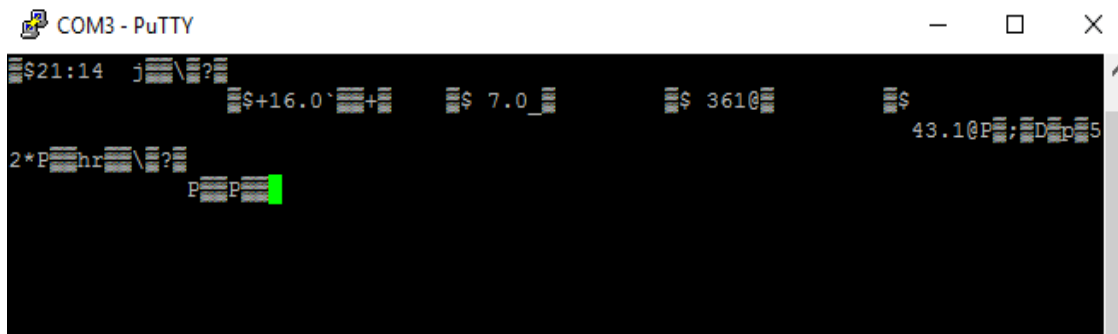 COM3 - PuTTY
▒$21:14  j▒▒\▒?▒
▒$+16.0`▒▒+▒     ▒$ 7.0_▒        ▒$ 361@▒        ▒$
43.1@P▒;▒D▒p▒5
2*P▒▒hr▒▒\▒?▒
P▒▒P▒▒